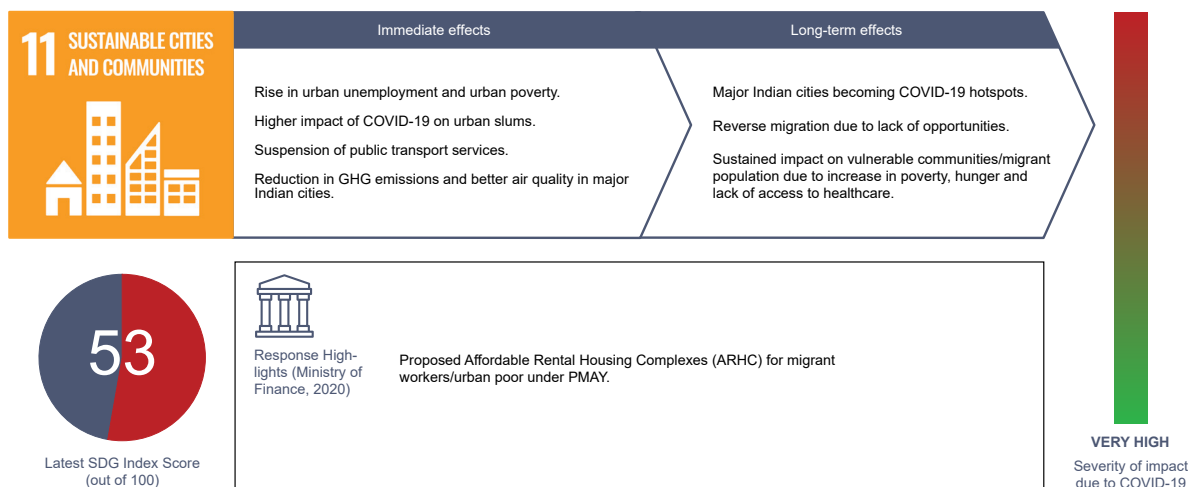 11 SUSTAINABLE CITIES
AND COMMUNITIES
Immediate effects
Rise in urban unemployment and urban poverty.
Higher impact of COVID-19 on urban slums.
Suspension of public transport services.
Reduction in GHG emissions and better air quality in major
Indian cities.
Long-term effects
Major Indian cities becoming COVID-19 hotspots.
Reverse migration due to lack of opportunities.
Sustained impact on vulnerable communities/migrant
population due to increase in poverty, hunger and
lack of access to healthcare.
53
Latest SDG Index Score
(out of 100)
Response High-
lights (Ministry of
Finance, 2020)
Proposed Affordable Rental Housing Complexes (ARHC) for migrant
workers/urban poor under PMAY.
VERY HIGH
Severity of impact
due to COVID-19